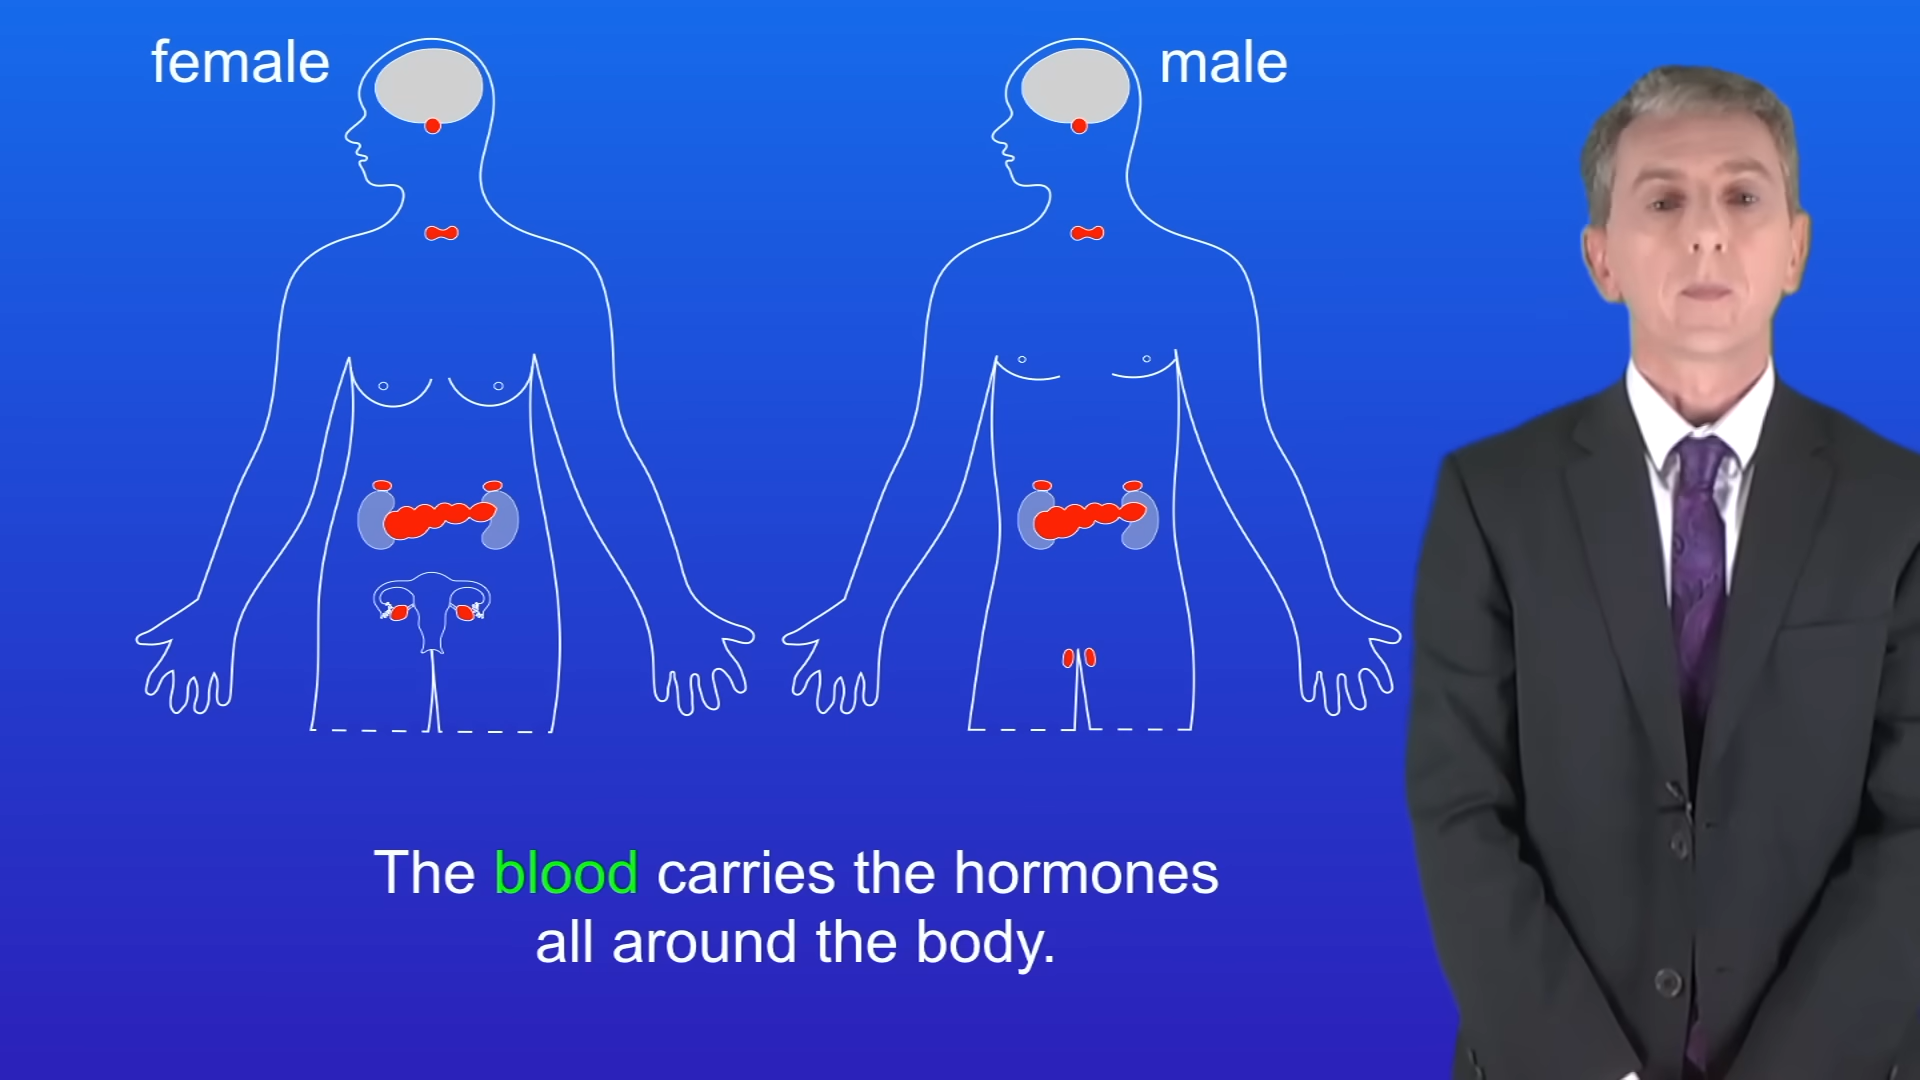 female
male
The blood carries the hormones
all around the body.